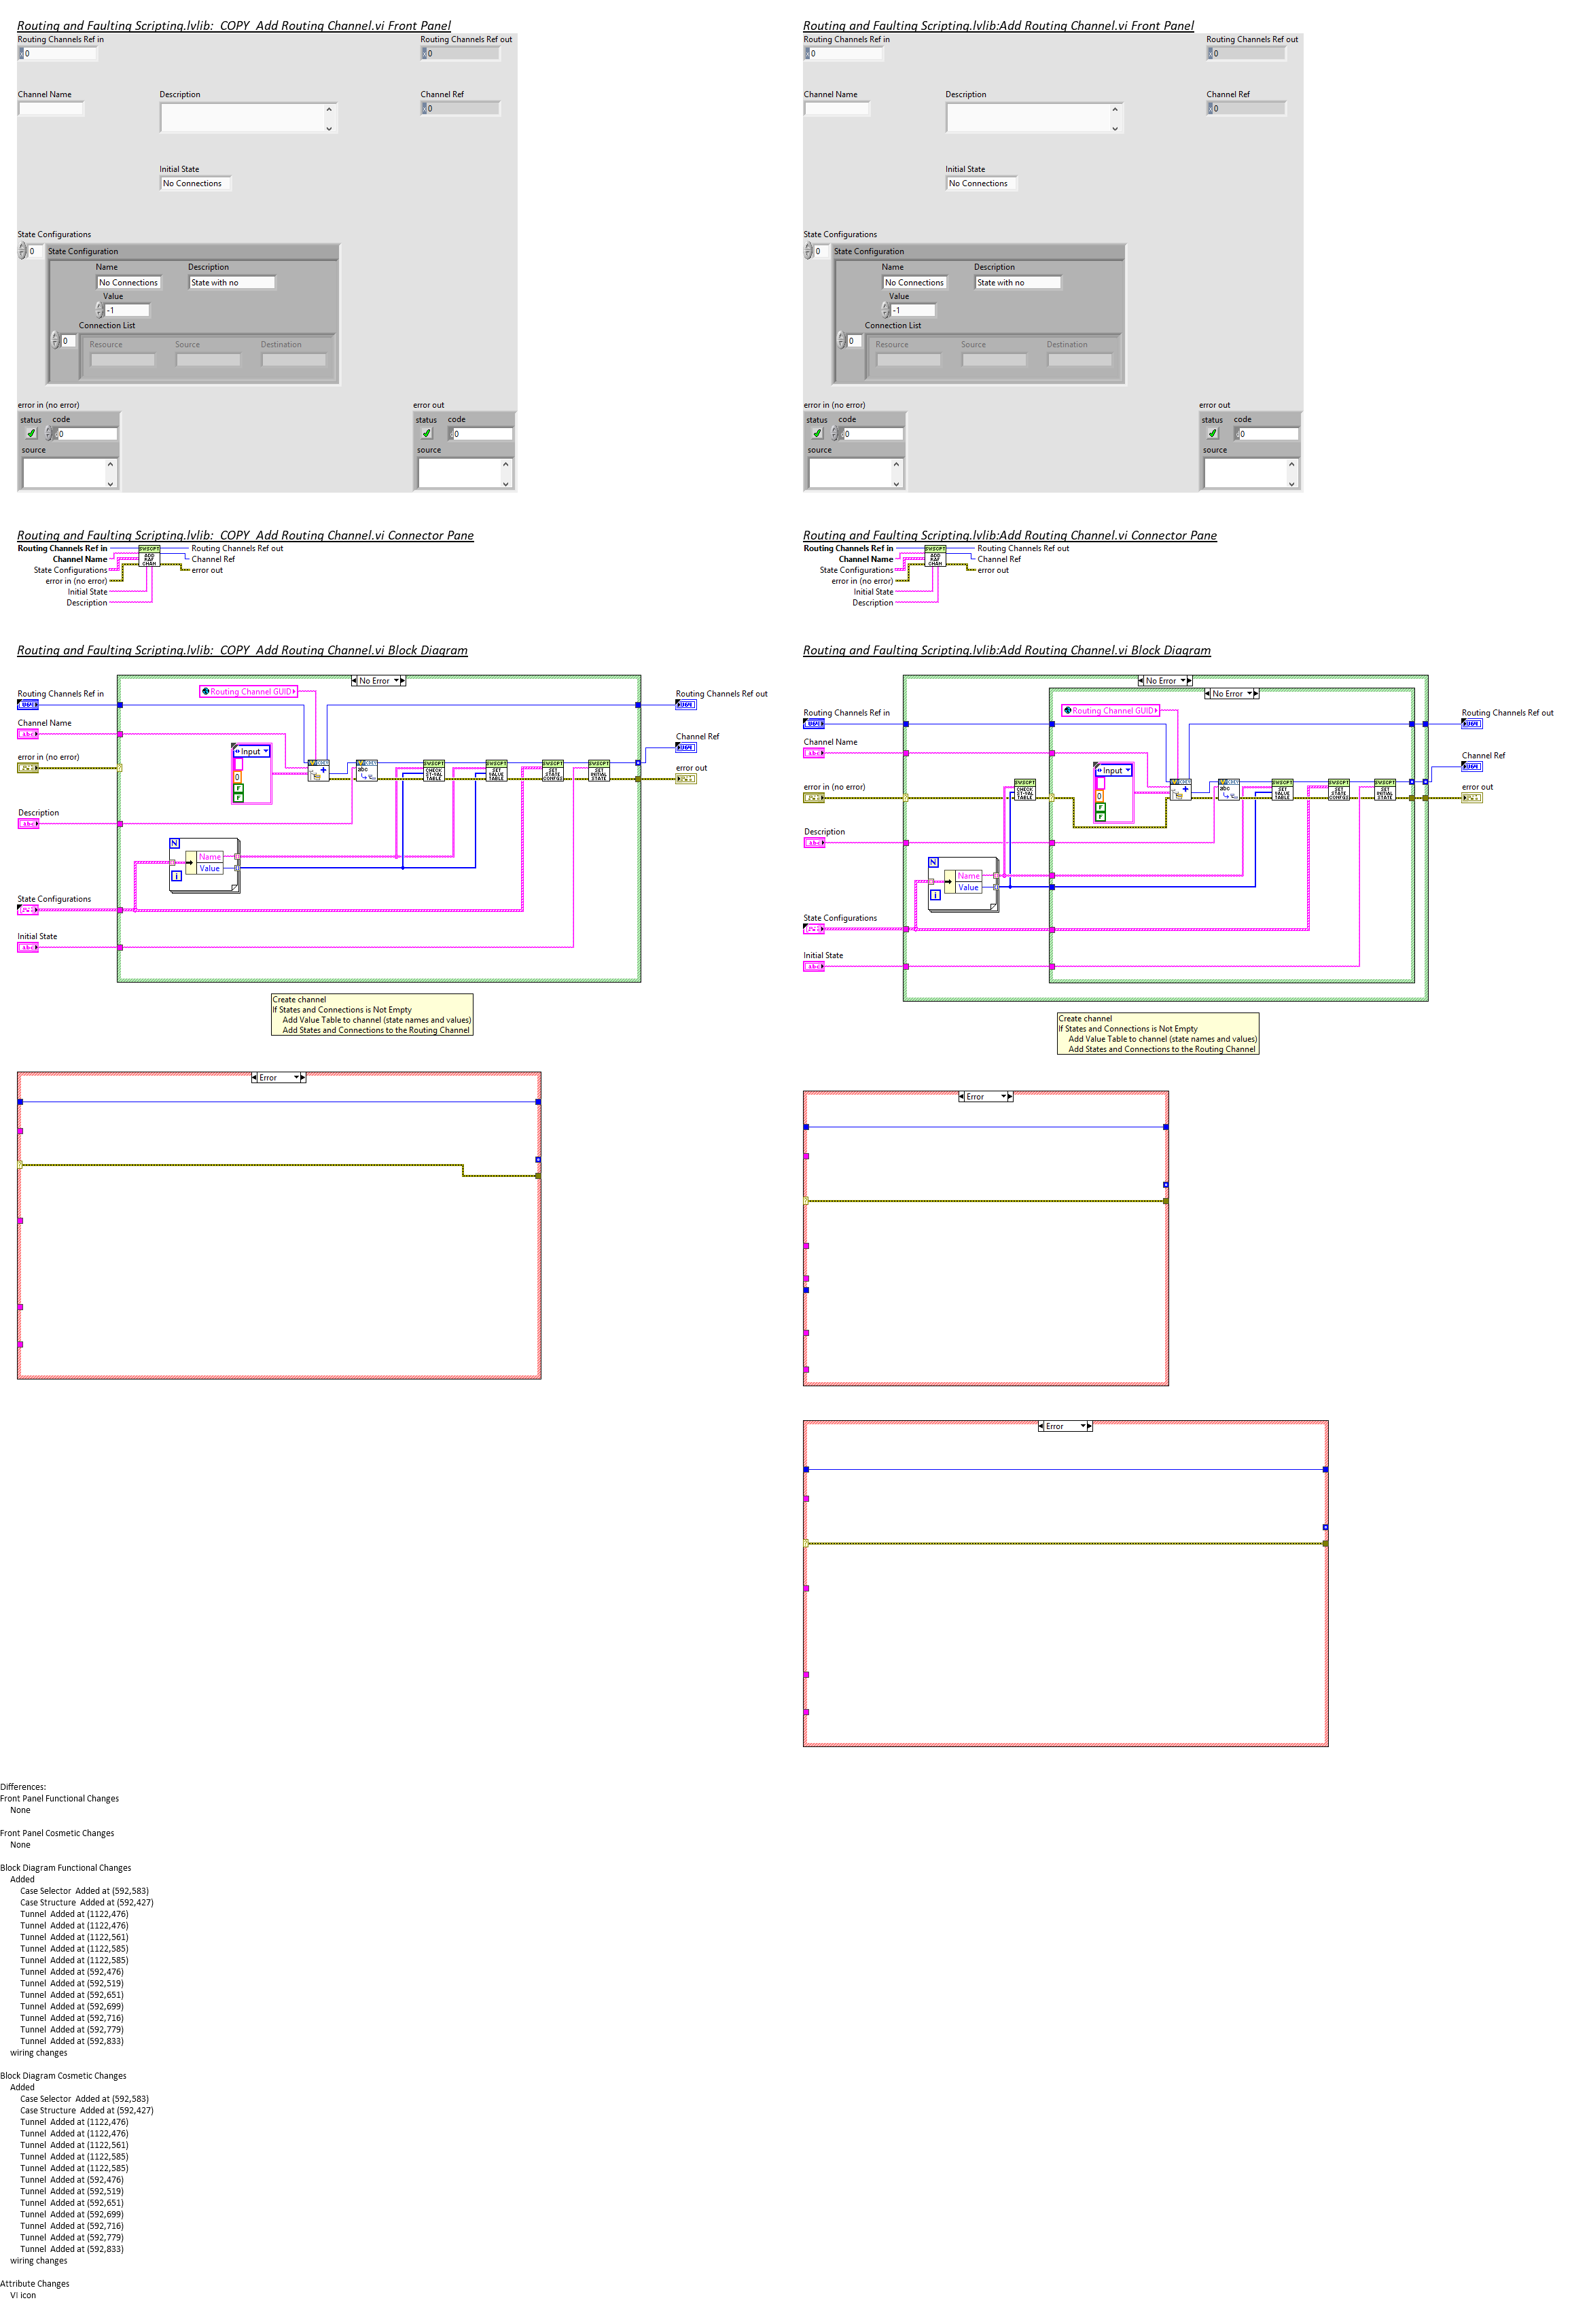 Routing and Faulting Scripting.lvlib: COPY Add Routing Channel.vi Front Panel
Routing Channels Ref in
0
Routing Channels Ref out
0
Channel Name
Description
Channel Ref
0
Initial State
No Connections
State Configurations
0
State Configuration
Name
Description
No Connections
State with no
Value
-1
Connection List
0
Resource
Source
Destination
error in (no error)
status
code
0
source
error out
status
code
0
source
Routing and Faulting Scripting.lvlib:Add Routing Channel.vi Front Panel
Routing Channels Ref in
0
Routing Channels Ref out
0
Channel Name
Description
Channel Ref
0
Initial State
No Connections
State Configurations
0
State Configuration
Name
Description
No Connections
State with no
Value
-1
Connection List
0
Resource
Source
Destination
error in (no error)
status
code
0
source
error out
status
code
0
source
Routing and Faulting Scripting.lvlib: COPY Add Routing Channel.vi Connector Pane
Routing Channels Ref in
Channel Name
State Configurations
error in (no error)
Initial State
Description
Routing Channels Ref out
Channel Ref
error out
Routing and Faulting Scripting.lvlib:Add Routing Channel.vi Connector Pane
Routing Channels Ref in
Channel Name
State Configurations
error in (no error)
Initial State
Description
Routing Channels Ref out
Channel Ref
error out
Routing and Faulting Scripting.lvlib: COPY Add Routing Channel.vi Block Diagram
No Error
Routing Channels Ref in
Routing Channel GUID
Routing Channels Ref out
Channel Name
Channel Ref
error in (no error)
Input
0
F
F
error out
Description
N
Name
Value
i
State Configurations
Initial State
Create channel
If States and Connections is Not Empty
Add Value Table to channel (state names and values)
Add States and Connections to the Routing Channel
Error
Routing and Faulting Scripting.lvlib:Add Routing Channel.vi Block Diagram
No Error
No Error
Routing Channels Ref in
Routing Channel GUID
Routing Channels Ref out
Channel Name
Channel Ref
error in (no error)
Input
0
F
F
error out
Description
N
Name
Value
i
State Configurations
Initial State
Create channel
If States and Connections is Not Empty
Add Value Table to channel (state names and values)
Add States and Connections to the Routing Channel
Error
Error
Differences:
Front Panel Functional Changes
None
Front Panel Cosmetic Changes
None
Block Diagram Functional Changes
Added
Case Selector Added at (592,583)
Case Structure Added at (592,427)
Tunnel Added at (1122,476)
Tunnel Added at (1122,476)
Tunnel Added at (1122,561)
Tunnel Added at (1122,585)
Tunnel Added at (1122,585)
Tunnel Added at (592,476)
Tunnel Added at (592,519)
Tunnel Added at (592,651)
Tunnel Added at (592,699)
Tunnel Added at (592,716)
Tunnel Added at (592,779)
Tunnel Added at (592,833)
wiring changes
Block Diagram Cosmetic Changes
Added
Case Selector Added at (592,583)
Case Structure Added at (592,427)
Tunnel Added at (1122,476)
Tunnel Added at (1122,476)
Tunnel Added at (1122,561)
Tunnel Added at (1122,585)
Tunnel Added at (1122,585)
Tunnel Added at (592,476)
Tunnel Added at (592,519)
Tunnel Added at (592,651)
Tunnel Added at (592,699)
Tunnel Added at (592,716)
Tunnel Added at (592,779)
Tunnel Added at (592,833)
wiring changes
Attribute Changes
VI icon